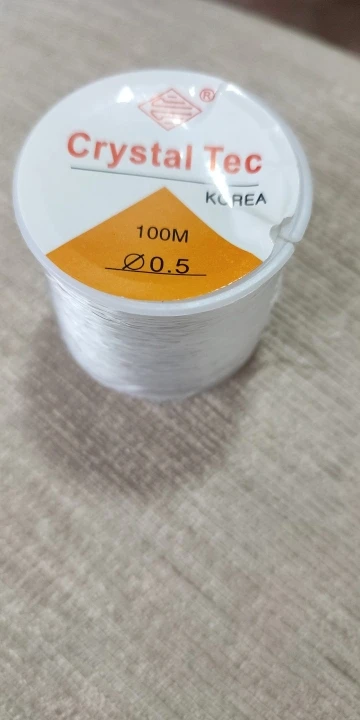 ®
Crystal Tec
KOREA
100M
Ø0.5